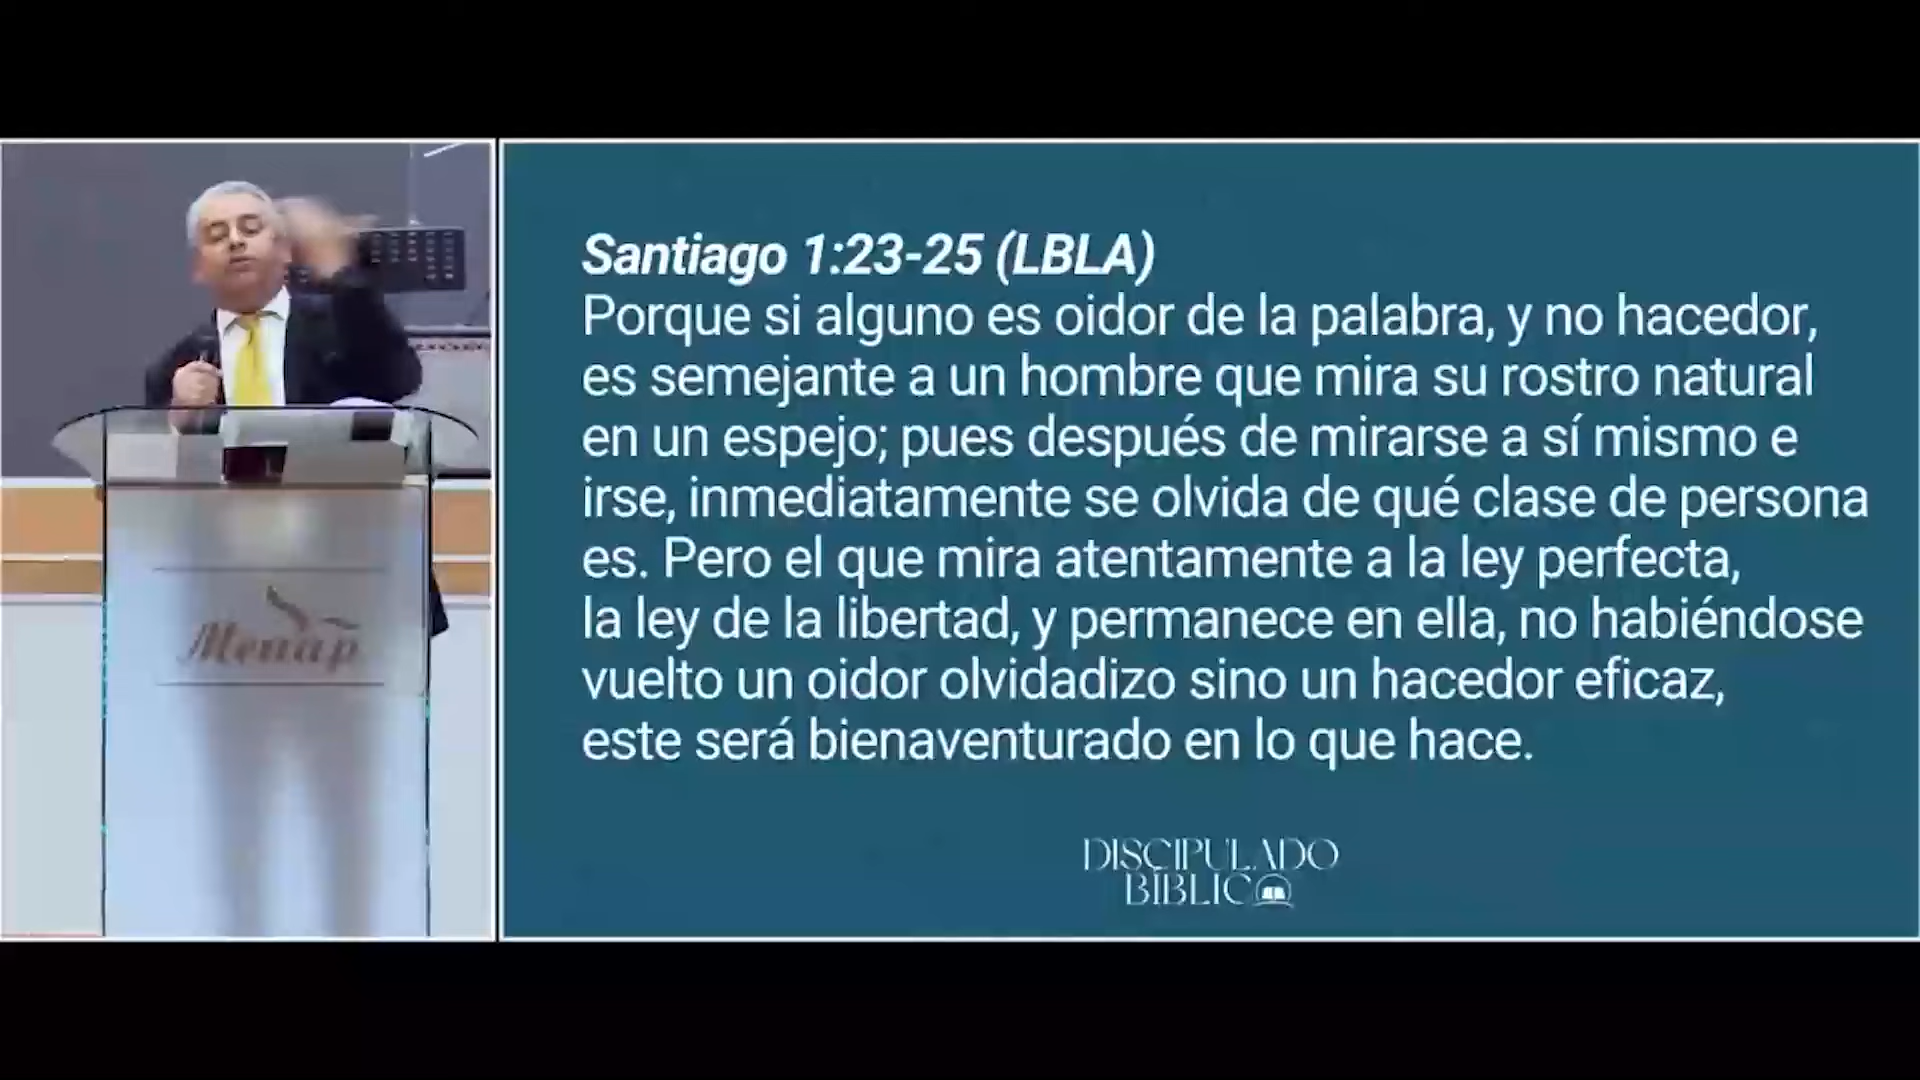 Santiago 1:23-25 (LBLA)
Porque si alguno es oidor de la palabra, y no hacedor,
es semejante a un hombre que mira su rostro natural
en un espejo; pues después de mirarse a sí mismo e
irse, inmediatamente se olvida de qué clase de persona
es. Pero el que mira atentamente a la ley perfecta,
la ley de la libertad, y permanece en ella, no habiéndose
vuelto un oidor olvidadizo sino un hacedor eficaz,
este será bienaventurado en lo que hace.
DISCIPULADO
BÍBLICO
Menap